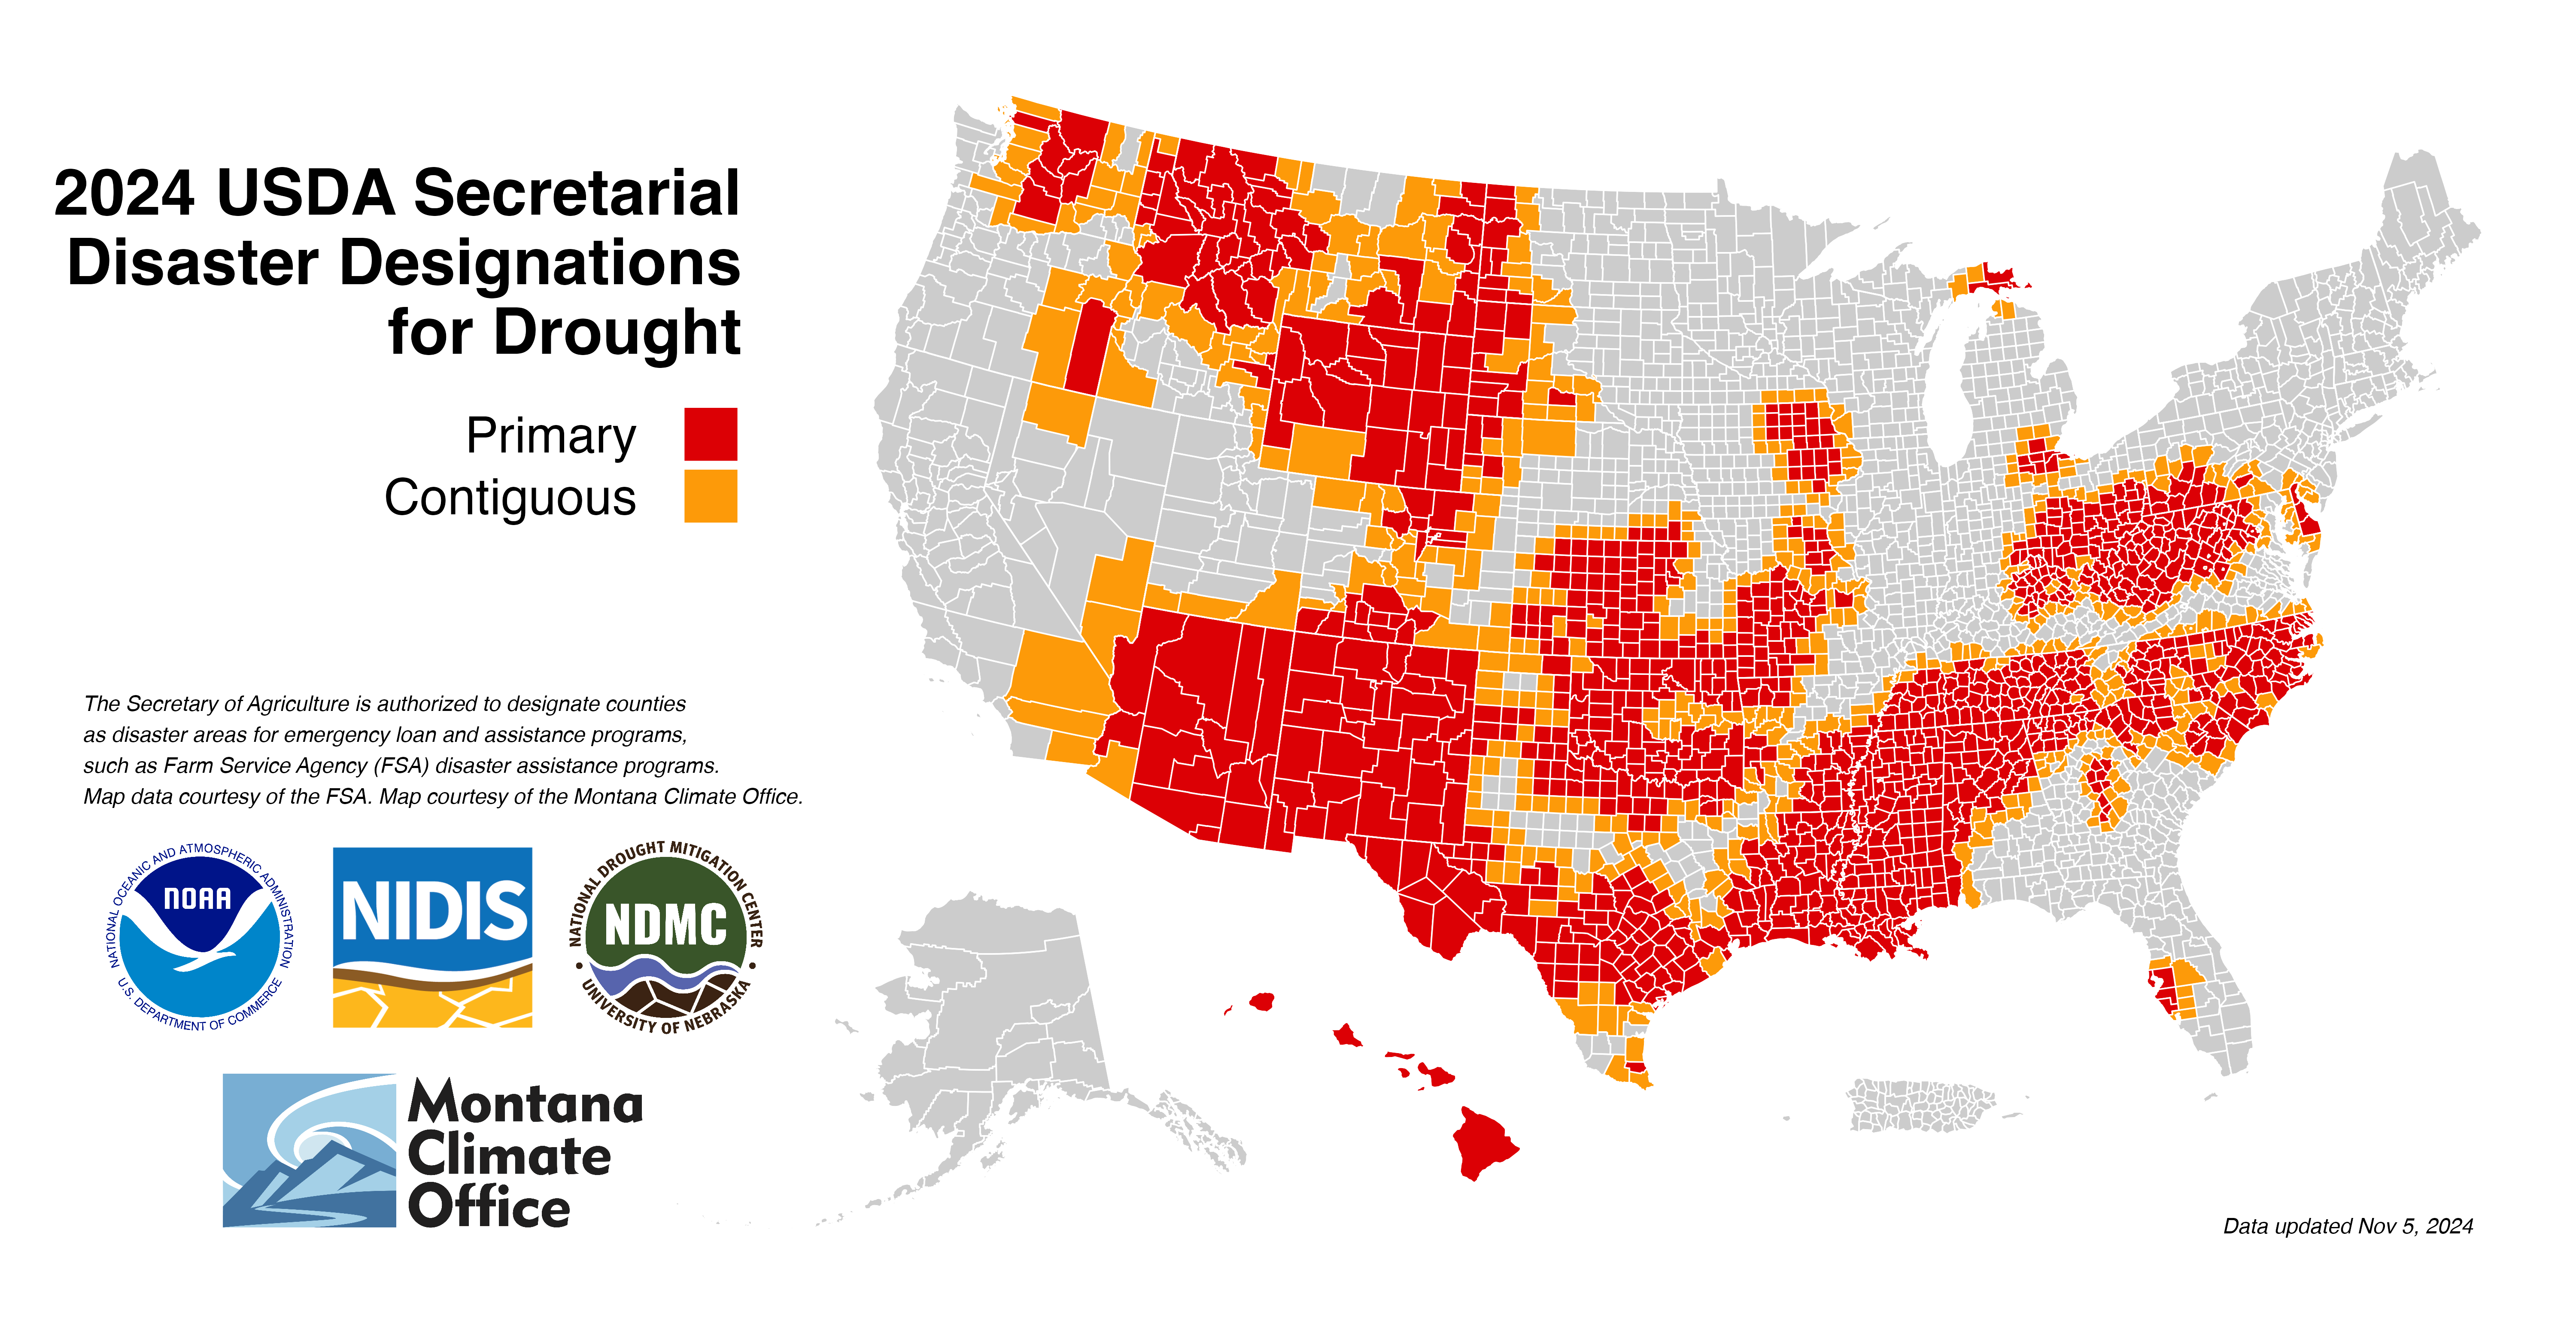 2024 USDA Secretarial
Disaster Designations
for Drought
Primary
Contiguous
The Secretary of Agriculture is authorized to designate counties
as disaster areas for emergency loan and assistance programs,
such as Farm Service Agency (FSA) disaster assistance programs.
Map data courtesy of the FSA. Map courtesy of the Montana Climate Office.
NATIONAL OCEANIC AND ATMOSPHERIC ADMINISTRATION
NOAA
U.S. DEPARTMENT OF COMMERCE
NIDIS
NATIONAL DROUGHT MITIGATION CENTER
NDMC
UNIVERSITY OF NEBRASKA
Montana
Climate
Office
Data updated Nov 5, 2024